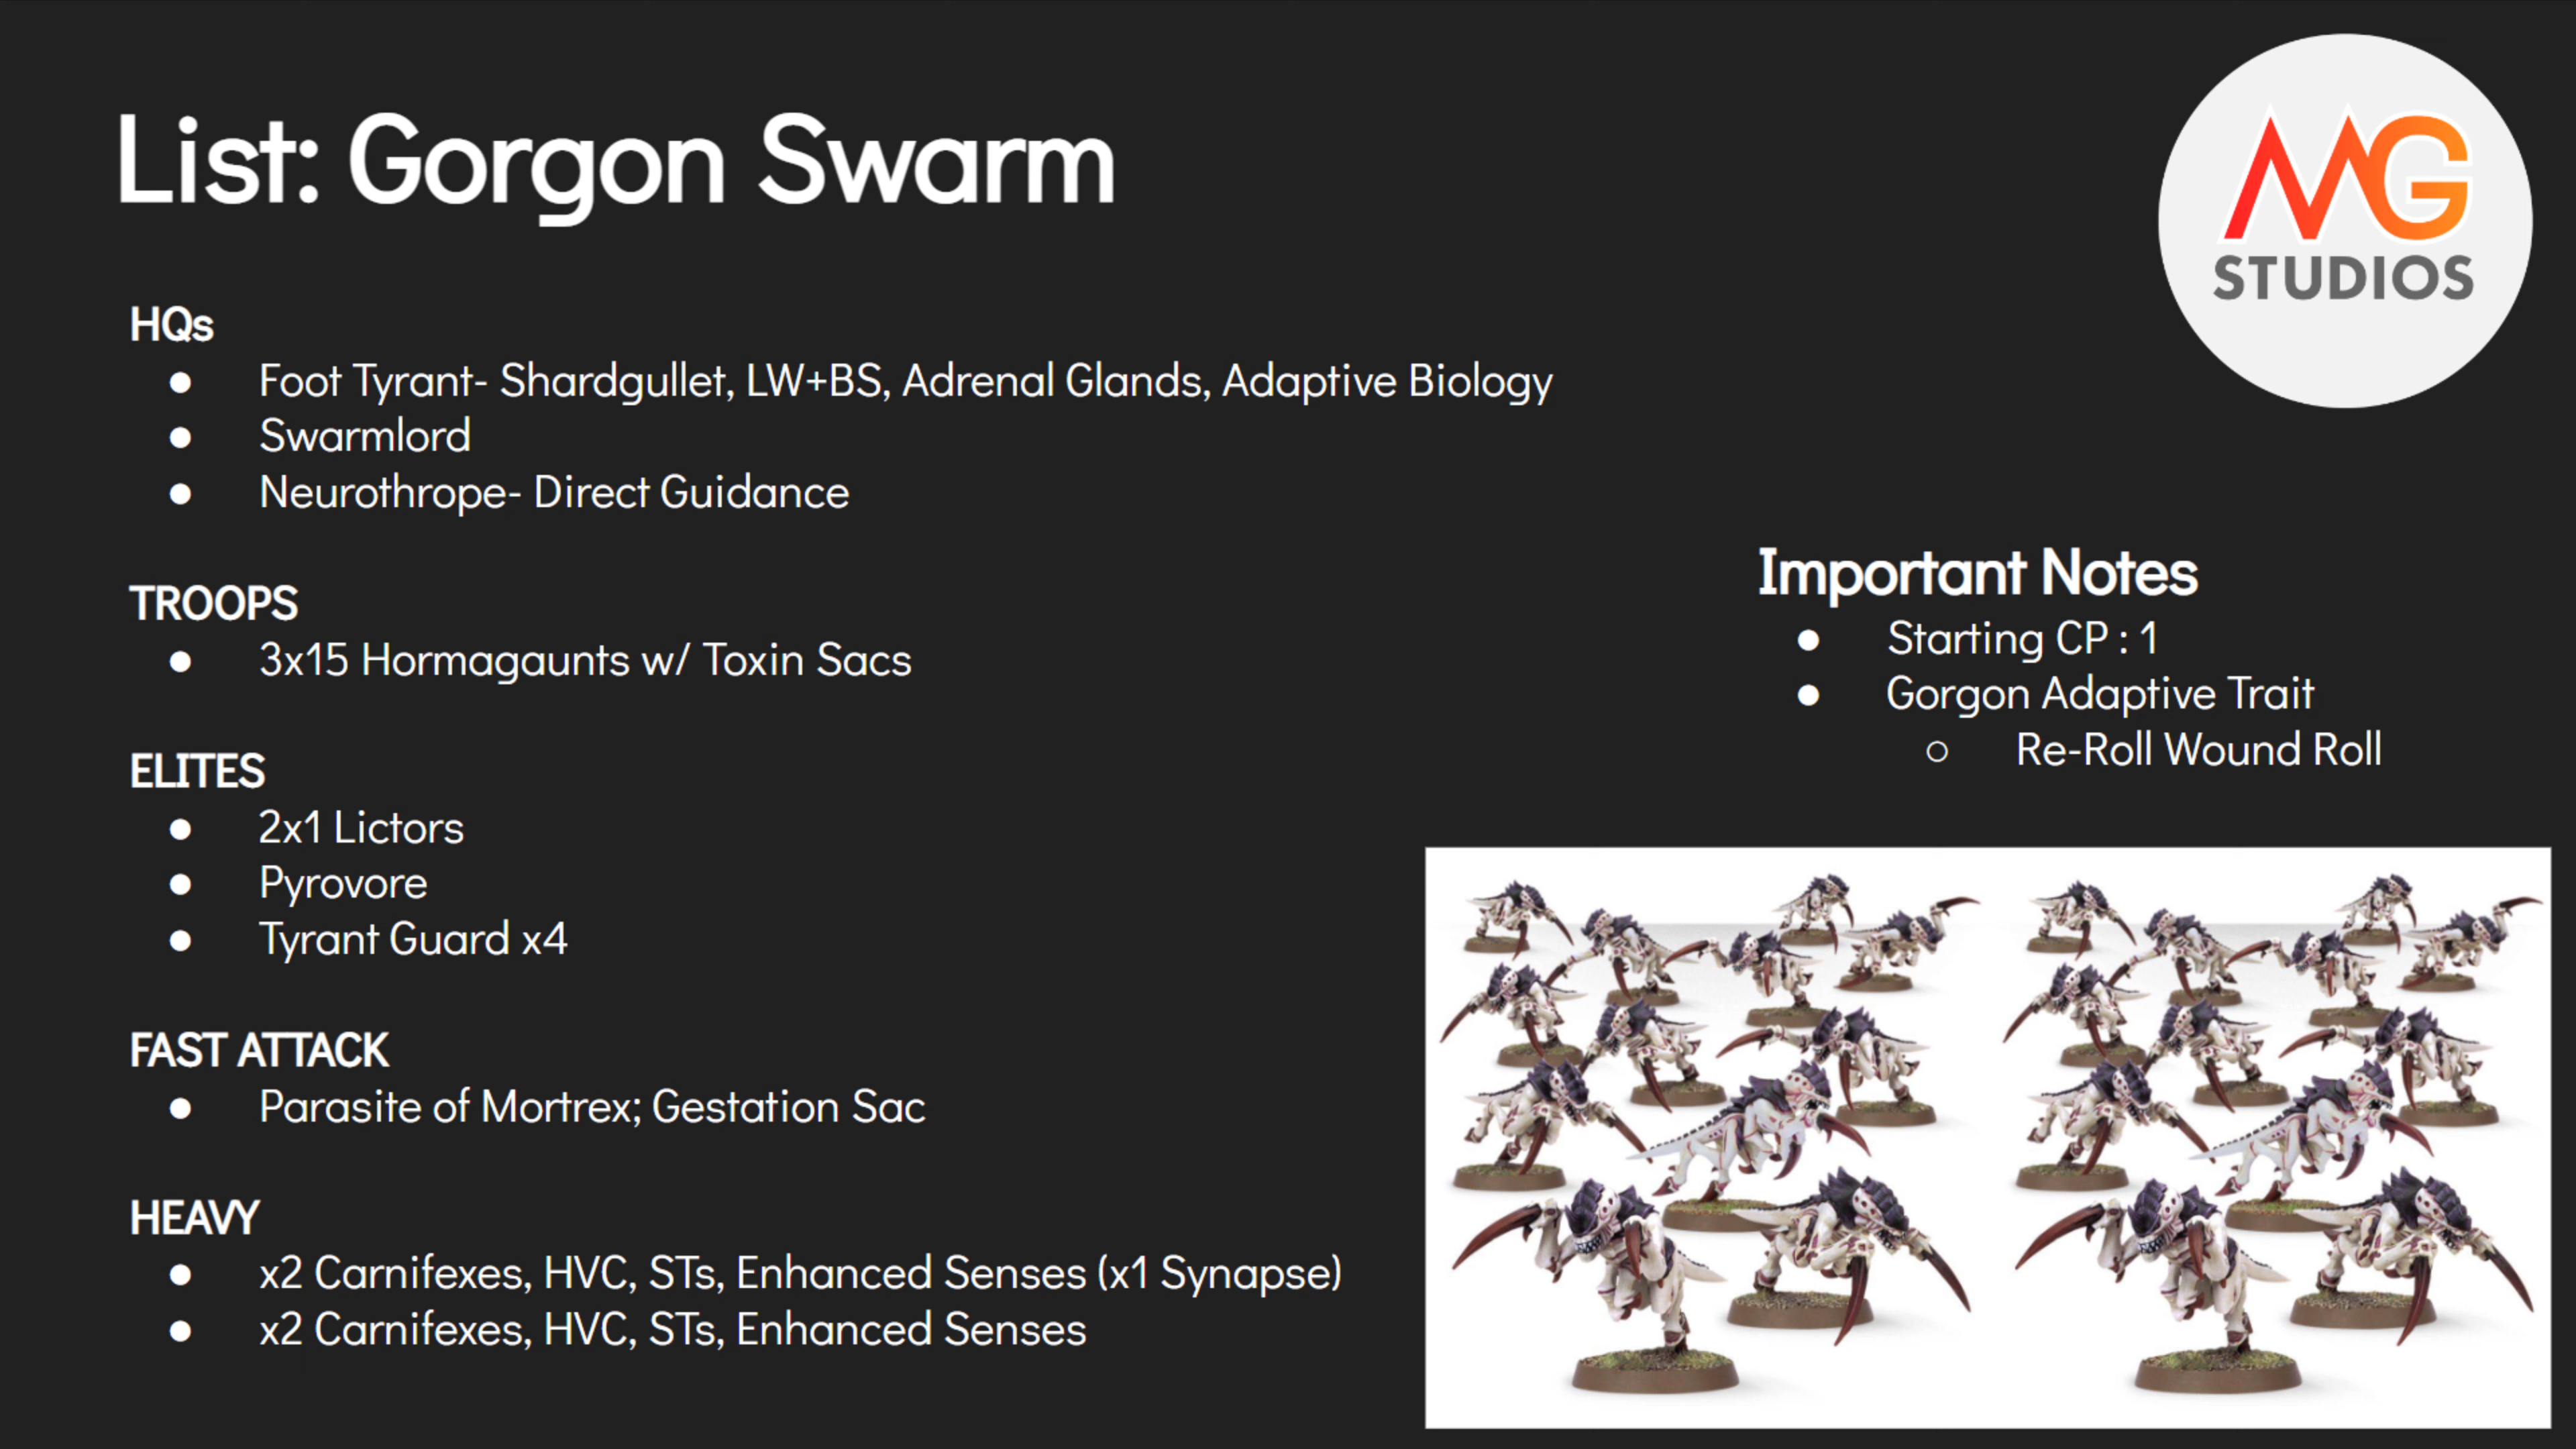 List: Gorgon Swarm
MG
STUDIOS
HQs
● Foot Tyrant- Shardgullet, LW+BS, Adrenal Glands, Adaptive Biology
● Swarmlord
● Neurothrope- Direct Guidance
TROOPS
● 3x15 Hormagaunts w/ Toxin Sacs
ELITES
● 2x1 Lictors
● Pyrovore
● Tyrant Guard x4
FAST ATTACK
● Parasite of Mortrex; Gestation Sac
HEAVY
● x2 Carnifexes, HVC, STs, Enhanced Senses (x1 Synapse)
● x2 Carnifexes, HVC, STs, Enhanced Senses
Important Notes
● Starting CP : 1
● Gorgon Adaptive Trait
○ Re-Roll Wound Roll